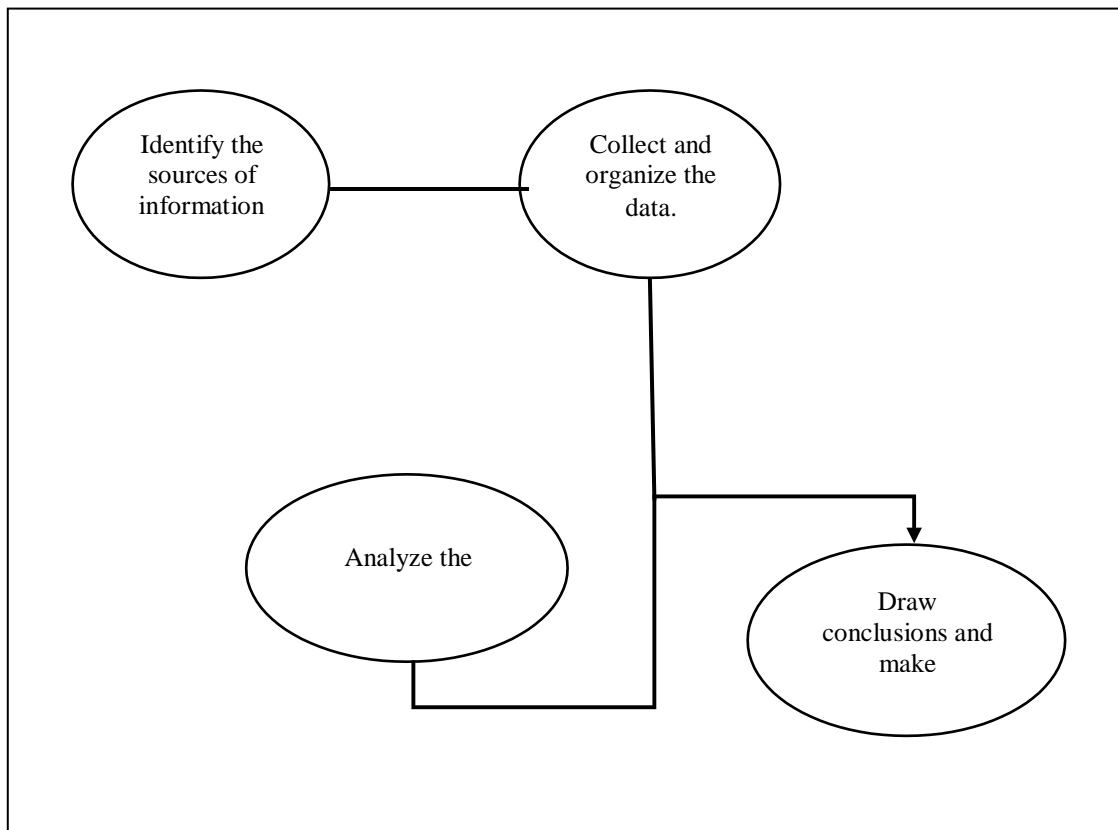 Identify the
sources of
information
Collect and
organize the
data.
Analyze the
Draw
conclusions and
make